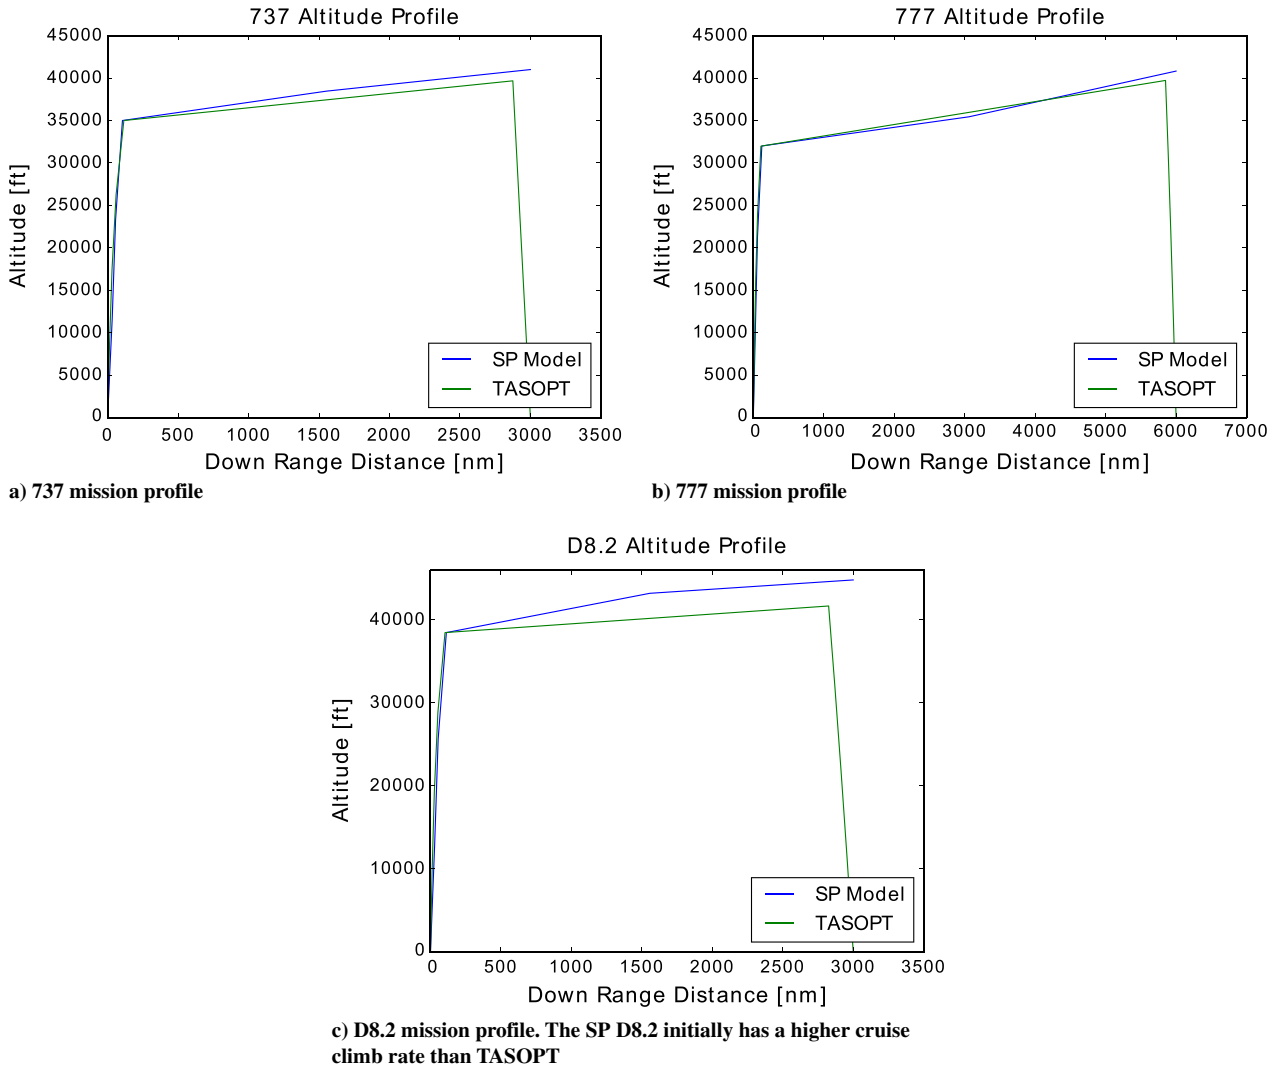 737 Altitude Profile
45000
40000
35000
30000
25000
20000
15000
10000
5000
0
Altitude [ft]
SP Model
TASOPT
0 500 1000 1500 2000 2500 3000 3500
Down Range Distance [nm]
a) 737 mission profile
777 Altitude Profile
45000
40000
35000
30000
25000
20000
15000
10000
5000
0
Altitude [ft]
SP Model
TASOPT
0 1000 2000 3000 4000 5000 6000 7000
Down Range Distance [nm]
b) 777 mission profile
D8.2 Altitude Profile
40000
30000
20000
10000
0
Altitude [ft]
SP Model
TASOPT
0 500 1000 1500 2000 2500 3000 3500
Down Range Distance [nm]
c) D8.2 mission profile. The SP D8.2 initially has a higher cruise
climb rate than TASOPT